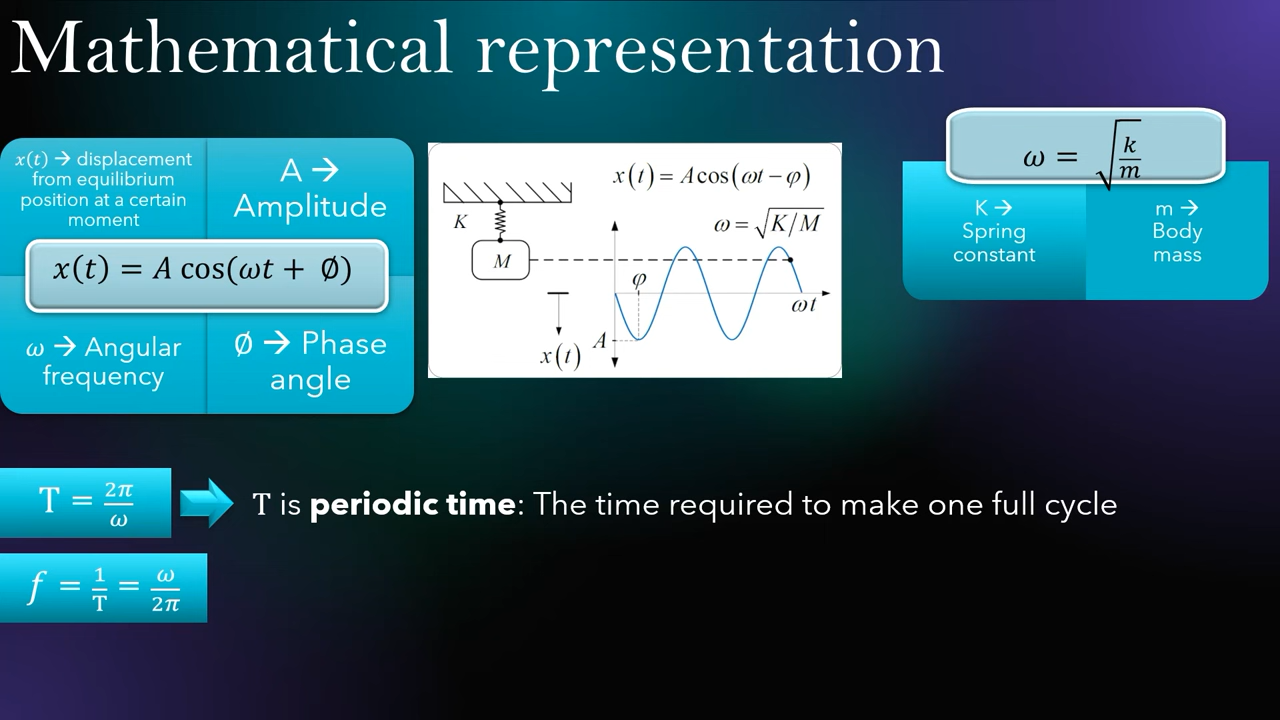 Mathematical representation
x(t) → displacement
from equilibrium
position at a certain
moment
A →
Amplitude
x(t) = A cos(ωt + ∅)
ω → Angular
frequency
∅ → Phase
angle
x(t) = A cos(ωt − φ)
ω = √K/M
K
M
φ
ωt
A
x(t)
ω = √k/m
K →
Spring
constant
m →
Body
mass
T = 2π/ω
T is periodic time: The time required to make one full cycle
f = 1/T = ω/2π